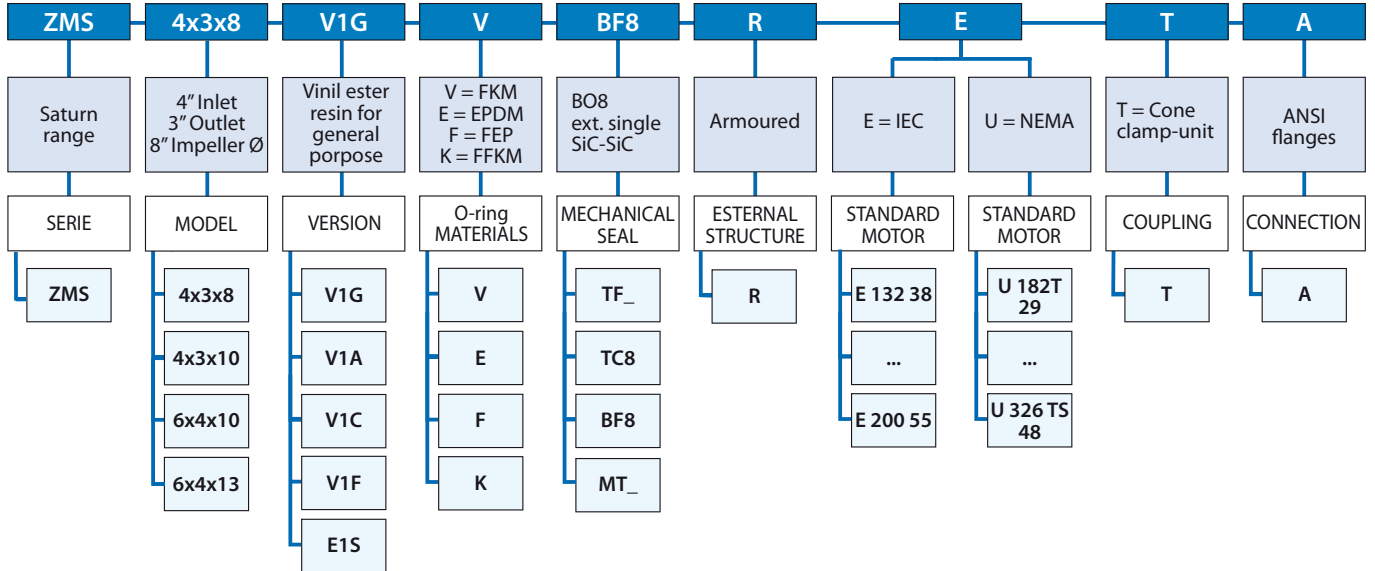 ZMS
4x3x8
V1G
V
BF8
R
E
T
A
Saturn
range
4” Inlet
3” Outlet
8” Impeller Ø
Vinil ester
resin for
general
porpose
V = FKM
E = EPDM
F = FEP
K = FFKM
BO8
ext. single
SiC-SiC
Armoured
E = IEC
U = NEMA
T = Cone
clamp-unit
ANSI
flanges
SERIE
MODEL
VERSION
O-ring
MATERIALS
MECHANICAL
SEAL
ESTERNAL
STRUCTURE
STANDARD
MOTOR
STANDARD
MOTOR
COUPLING
CONNECTION
ZMS
4x3x8
4x3x10
6x4x10
6x4x13
V1G
V1A
V1C
V1F
E1S
V
E
F
K
TF_
TC8
BF8
MT_
R
E 132 38
...
E 200 55
U 182T
29
...
U 326 TS
48
T
A